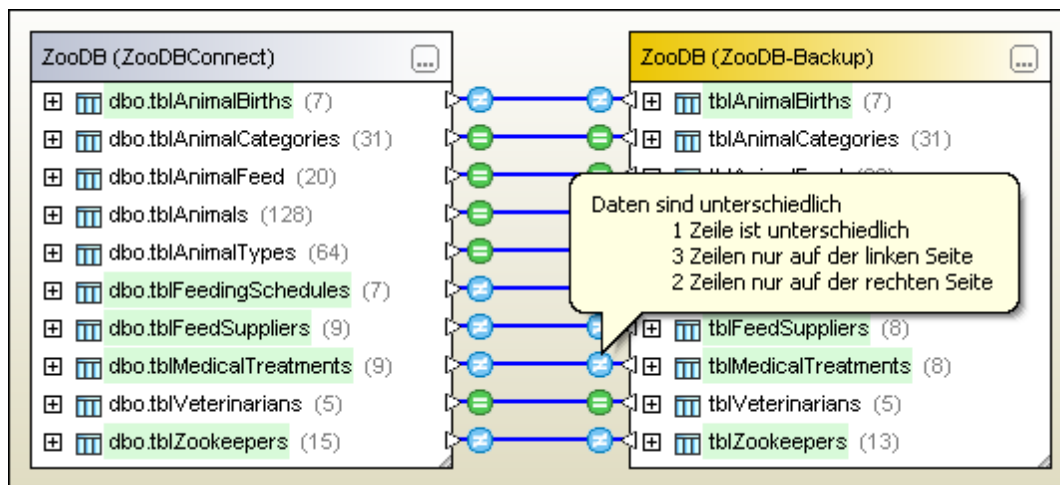 ZooDB (ZooDBConnect)
dbo.tblAnimalBirths (7)
dbo.tblAnimalCategories (31)
dbo.tblAnimalFeed (20)
dbo.tblAnimals (128)
dbo.tblAnimalTypes (64)
dbo.tblFeedingSchedules (7)
dbo.tblFeedSuppliers (9)
dbo.tblMedicalTreatments (9)
dbo.tblVeterinarians (5)
dbo.tblZookeepers (15)
ZooDB (ZooDB-Backup)
tblAnimalBirths (7)
tblAnimalCategories (31)
Daten sind unterschiedlich
1 Zeile ist unterschiedlich
3 Zeilen nur auf der linken Seite
2 Zeilen nur auf der rechten Seite
tblFeedSuppliers (8)
tblMedicalTreatments (8)
tblVeterinarians (5)
tblZookeepers (13)